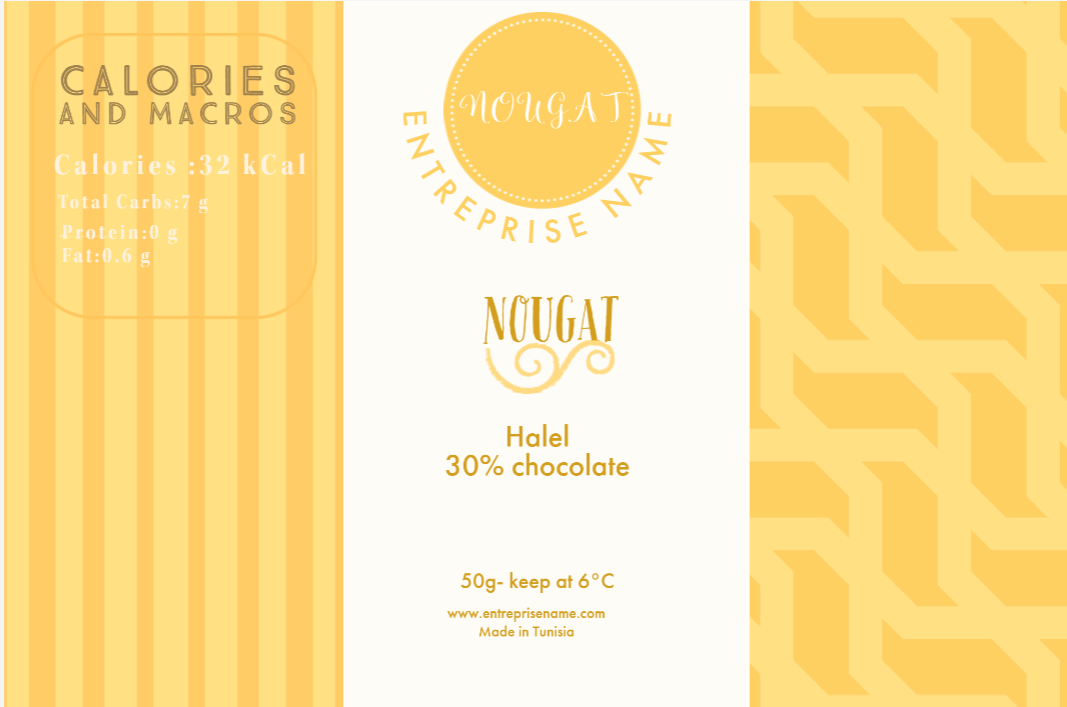 CALORIES
AND MACROS
Calories :32 kCal
Total Carbs:7 g
Protein:0 g
Fat:0.6 g
NOUGAT
ENTREPRISE NAME
NOUGAT
Halel
30% chocolate
50g- keep at 6°C
www.entreprisename.com
Made in Tunisia